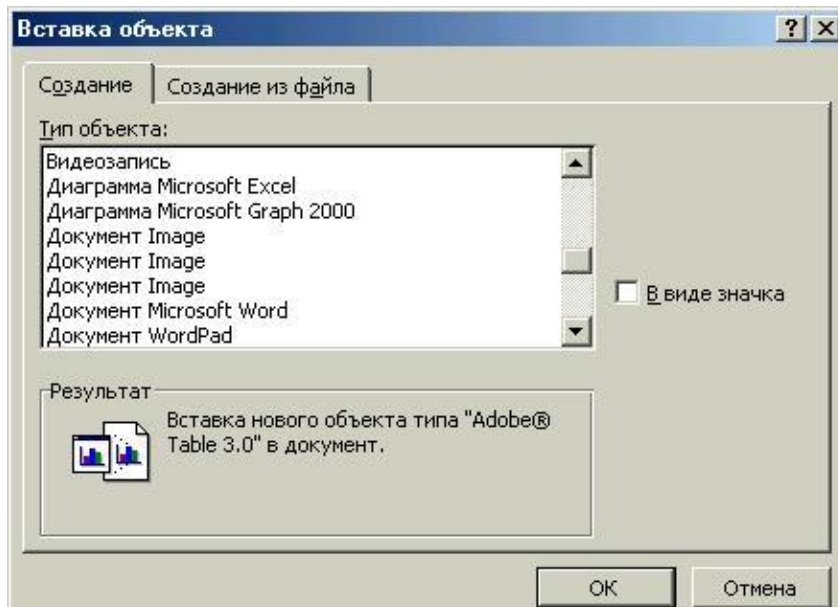 Вставка объекта
Создание
Создание из файла
Тип объекта:
Видеозапись
Диаграмма Microsoft Excel
Диаграмма Microsoft Graph 2000
Документ Image
Документ Image
Документ Image
Документ Microsoft Word
Документ WordPad
В виде значка
Результат
Вставка нового объекта типа "Adobe®
Table 3.0" в документ.
ОК
Отмена